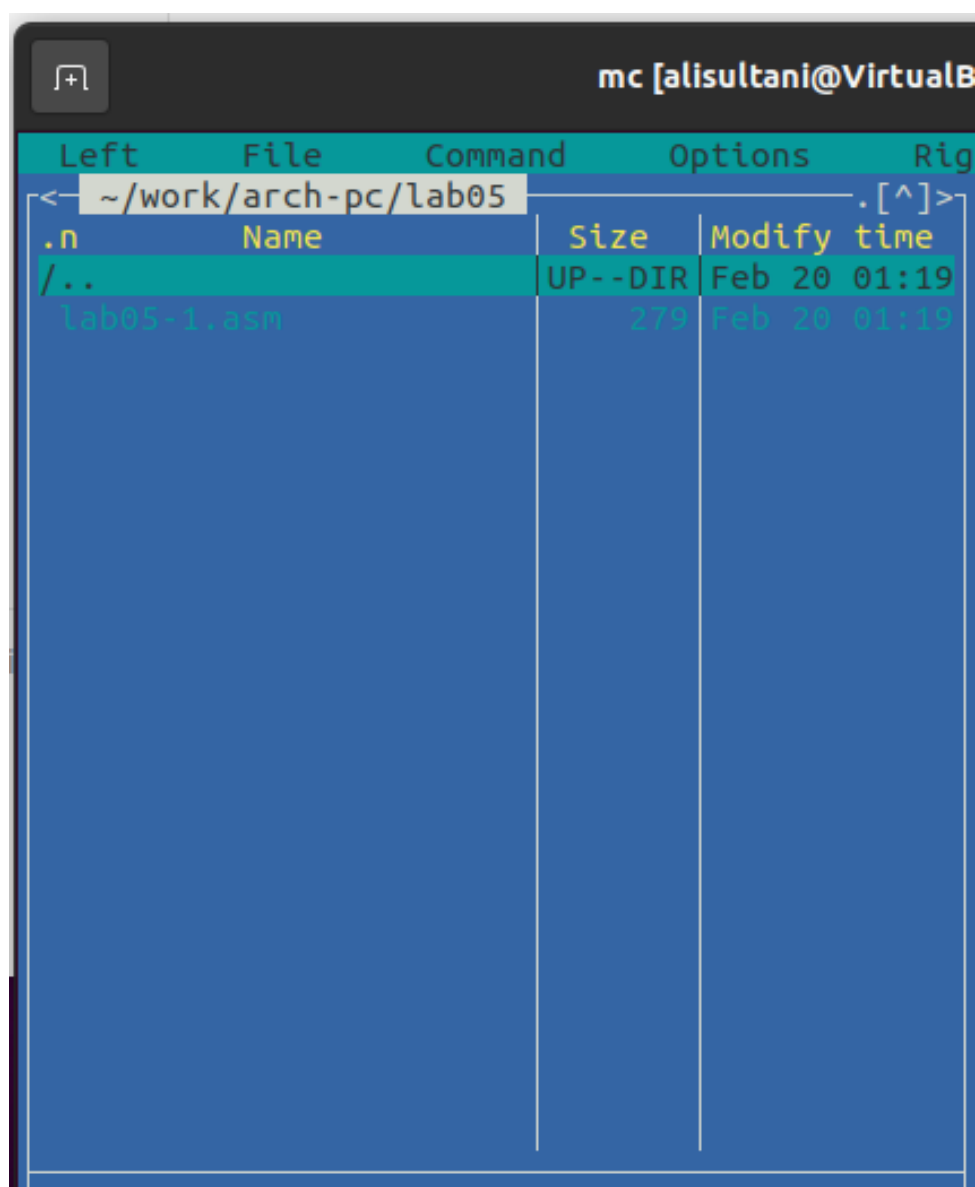 mc [alisultani@VirtualB
Left File Command Options Rig
<— ~/work/arch-pc/lab05 —.[^]>
.n Name Size Modify time
/.. UP--DIR Feb 20 01:19
lab05-1.asm 279 Feb 20 01:19